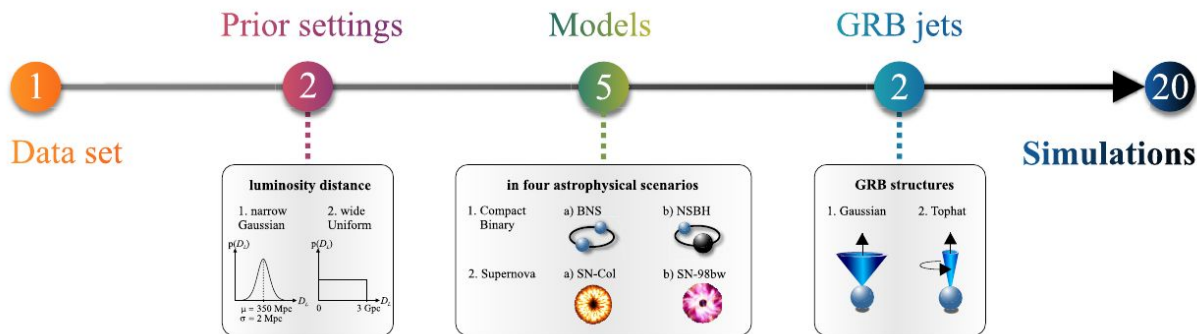 Prior settings
Models
GRB jets
1
2
5
2
20
Data set
Simulations
luminosity distance
1. narrow
Gaussian
2. wide
Uniform
p(D_L)
p(D_L)
D_L
D_L
μ = 350 Mpc
σ = 2 Mpc
0
3 Gpc
in four astrophysical scenarios
1. Compact
Binary
a) BNS
b) NSBH
2. Supernova
a) SN-Col
b) SN-98bw
GRB structures
1. Gaussian
2. Tophat